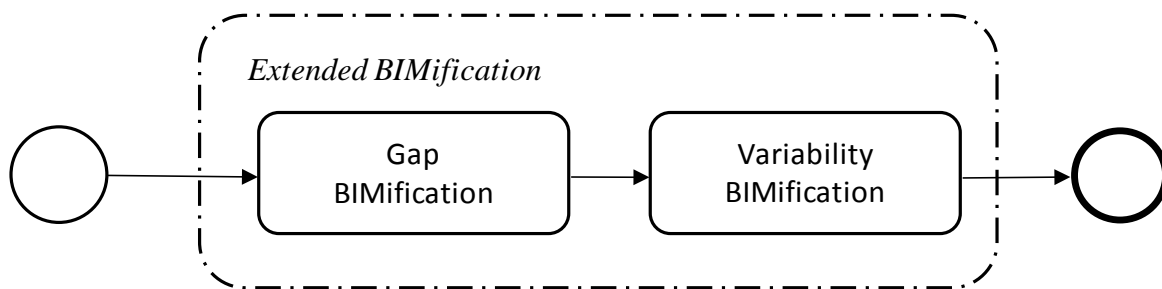 Extended BIMification
Gap
BIMification
Variability
BIMification